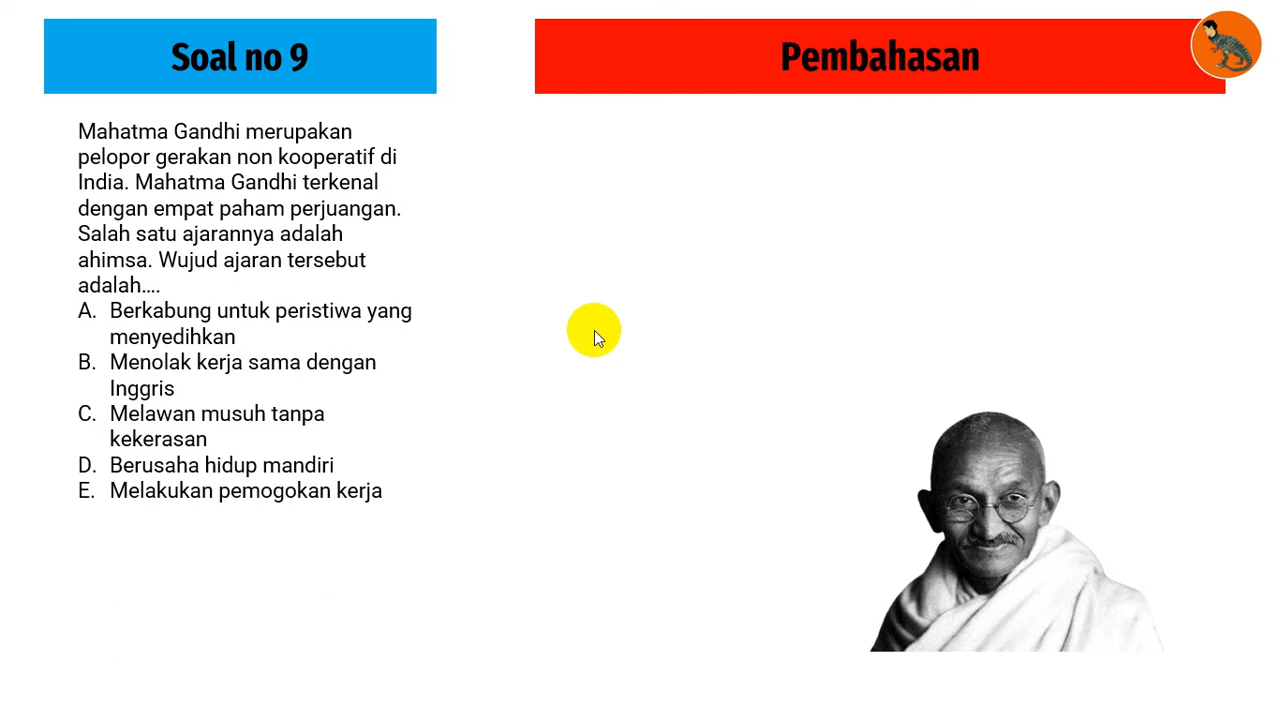 Soal no 9
Pembahasan
Mahatma Gandhi merupakan
pelopor gerakan non kooperatif di
India. Mahatma Gandhi terkenal
dengan empat paham perjuangan.
Salah satu ajarannya adalah
ahimsa. Wujud ajaran tersebut
adalah....
A. Berkabung untuk peristiwa yang
menyedihkan
B. Menolak kerja sama dengan
Inggris
C. Melawan musuh tanpa
kekerasan
D. Berusaha hidup mandiri
E. Melakukan pemogokan kerja